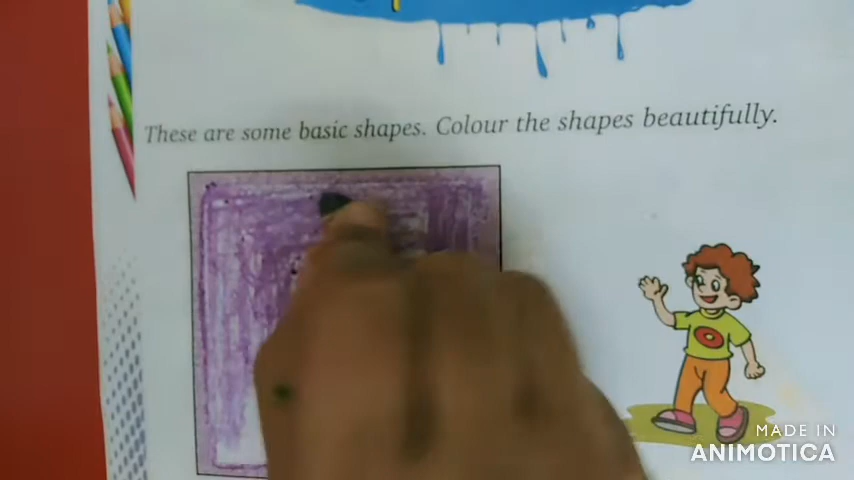 These are some basic shapes. Colour the shapes beautifully.
MADE IN
ANIMOTICA